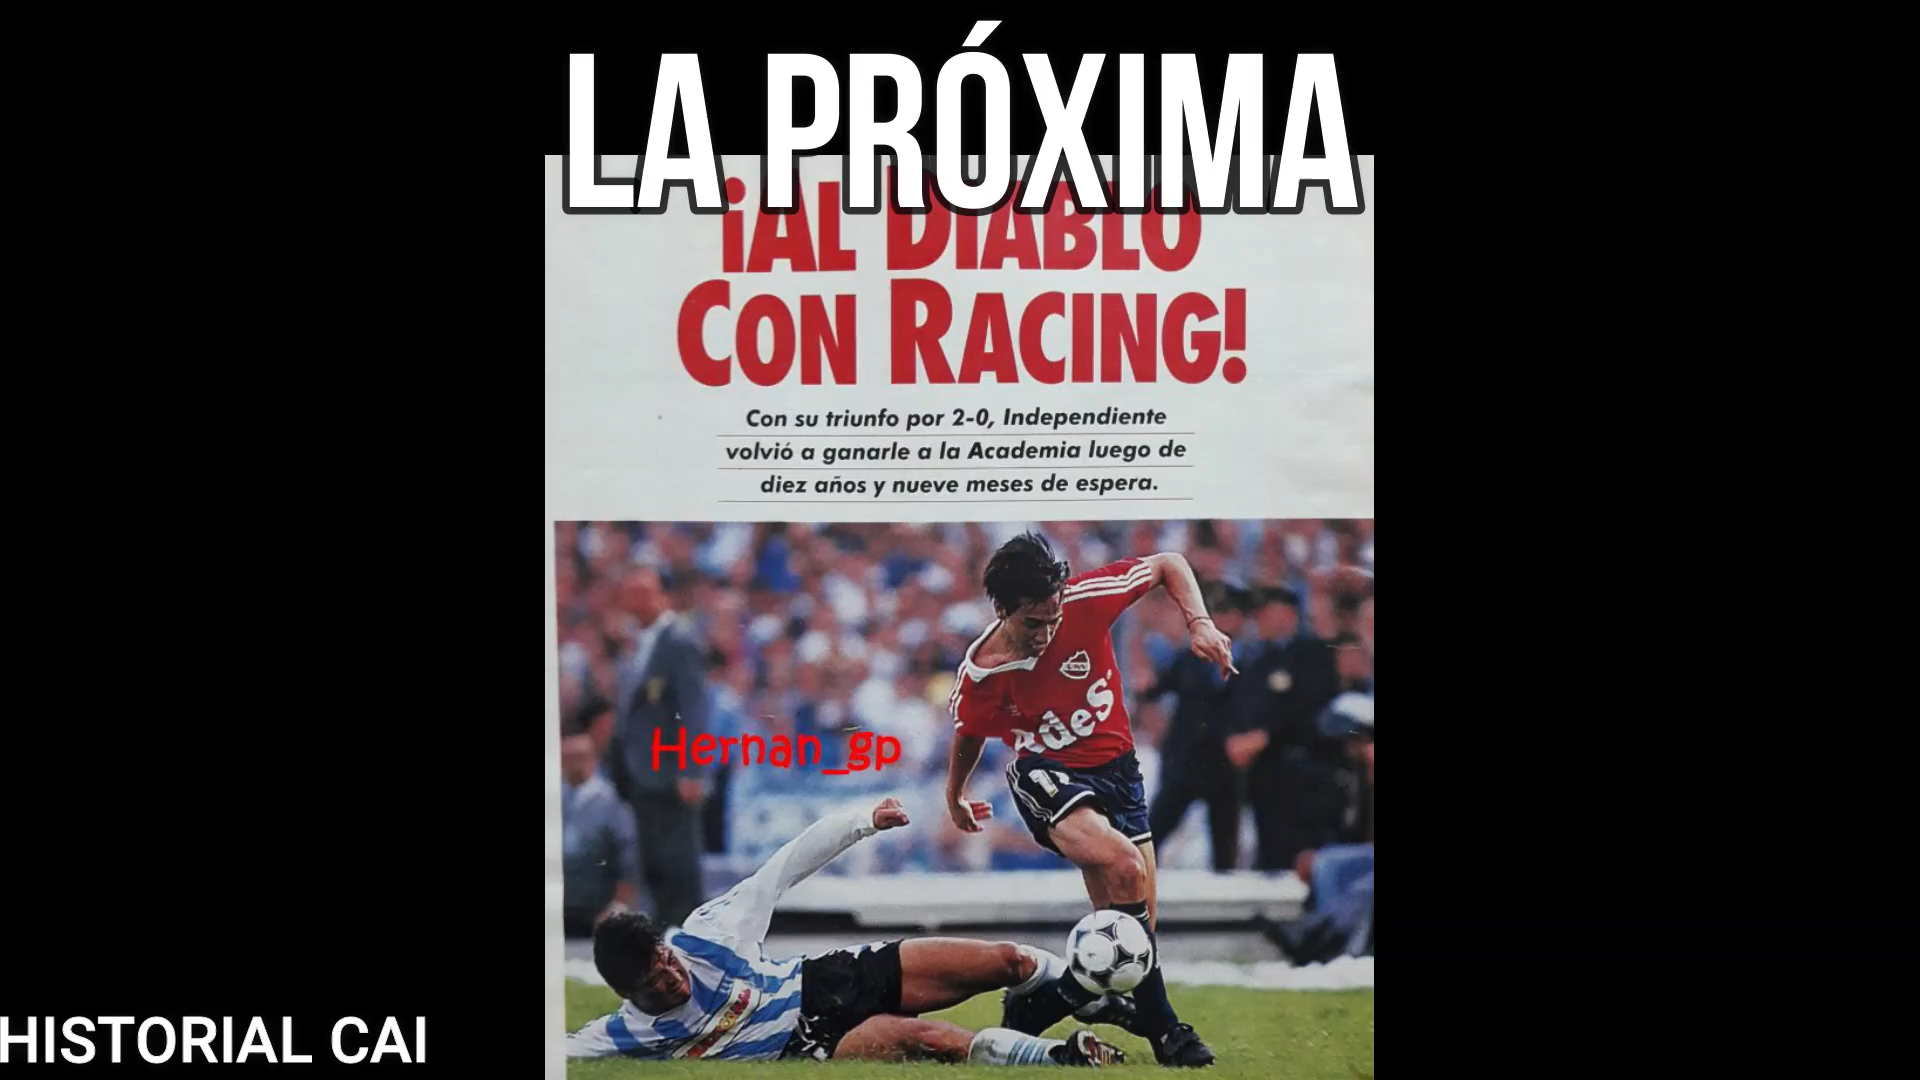 LA PRÓXIMA
¡AL DIABLO
CON RACING!
Con su triunfo por 2-0, Independiente
volvió a ganarle a la Academia luego de
diez años y nueve meses de espera.
Hernan_gp
AdeS
HISTORIAL CAI